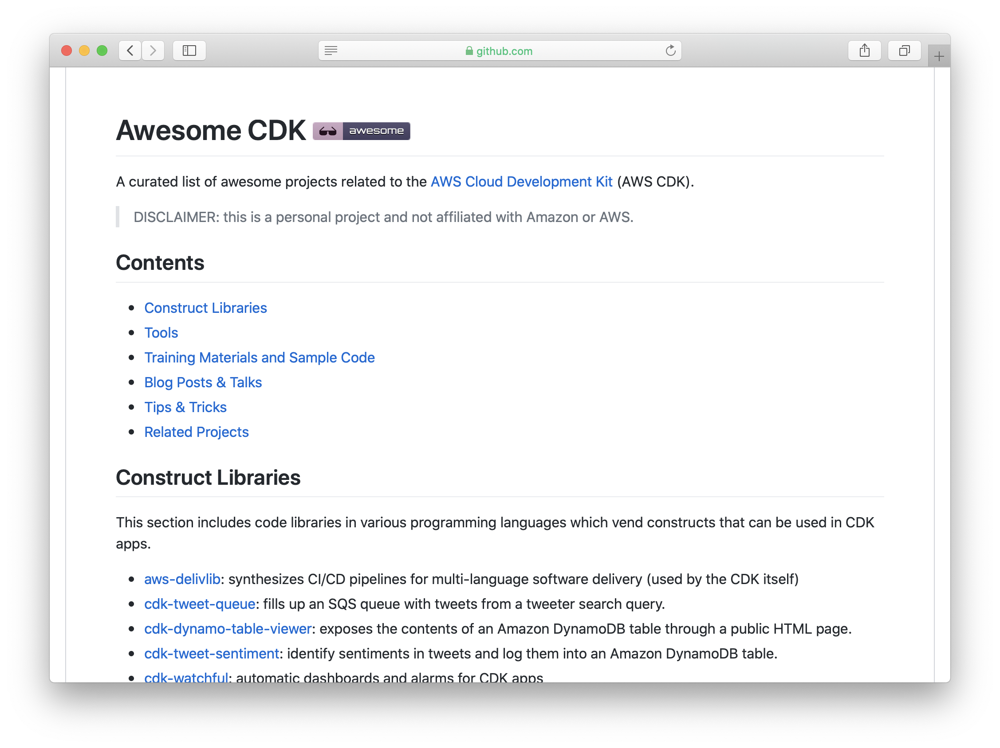 github.com
Awesome CDK awesome
A curated list of awesome projects related to the AWS Cloud Development Kit (AWS CDK).
DISCLAIMER: this is a personal project and not affiliated with Amazon or AWS.
Contents
Construct Libraries
Tools
Training Materials and Sample Code
Blog Posts & Talks
Tips & Tricks
Related Projects
Construct Libraries
This section includes code libraries in various programming languages which vend constructs that can be used in CDK
apps.
aws-delivlib: synthesizes CI/CD pipelines for multi-language software delivery (used by the CDK itself)
cdk-tweet-queue: fills up an SQS queue with tweets from a tweeter search query.
cdk-dynamo-table-viewer: exposes the contents of an Amazon DynamoDB table through a public HTML page.
cdk-tweet-sentiment: identify sentiments in tweets and log them into an Amazon DynamoDB table.
cdk-watchful: automatic dashboards and alarms for CDK apps